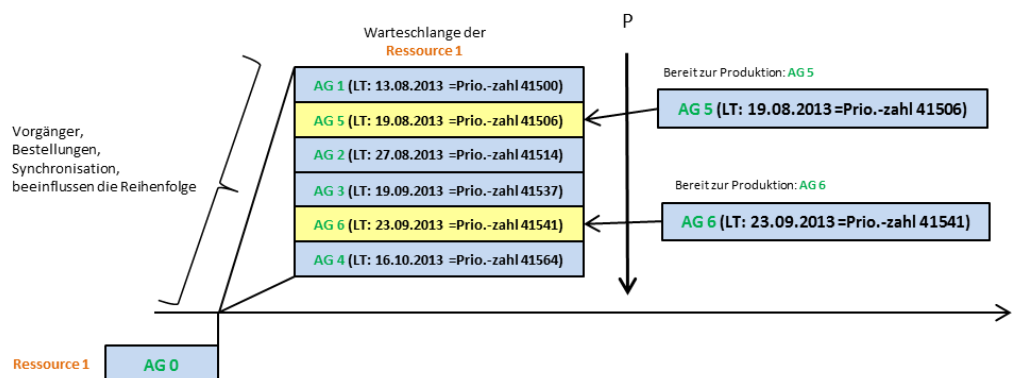 P
Warteschlange der
Ressource 1
Bereit zur Produktion: AG 5
AG 1 (LT: 13.08.2013 =Prio.-zahl 41500)
AG 5 (LT: 19.08.2013 =Prio.-zahl 41506)
AG 5 (LT: 19.08.2013 =Prio.-zahl 41506)
Vorgänger,
Bestellungen,
Synchronisation,
beeinflussen die Reihenfolge
AG 2 (LT: 27.08.2013 =Prio.-zahl 41514)
AG 3 (LT: 19.09.2013 =Prio.-zahl 41537)
Bereit zur Produktion: AG 6
AG 6 (LT: 23.09.2013 =Prio.-zahl 41541)
AG 6 (LT: 23.09.2013 =Prio.-zahl 41541)
AG 4 (LT: 16.10.2013 =Prio.-zahl 41564)
Ressource 1
AG 0